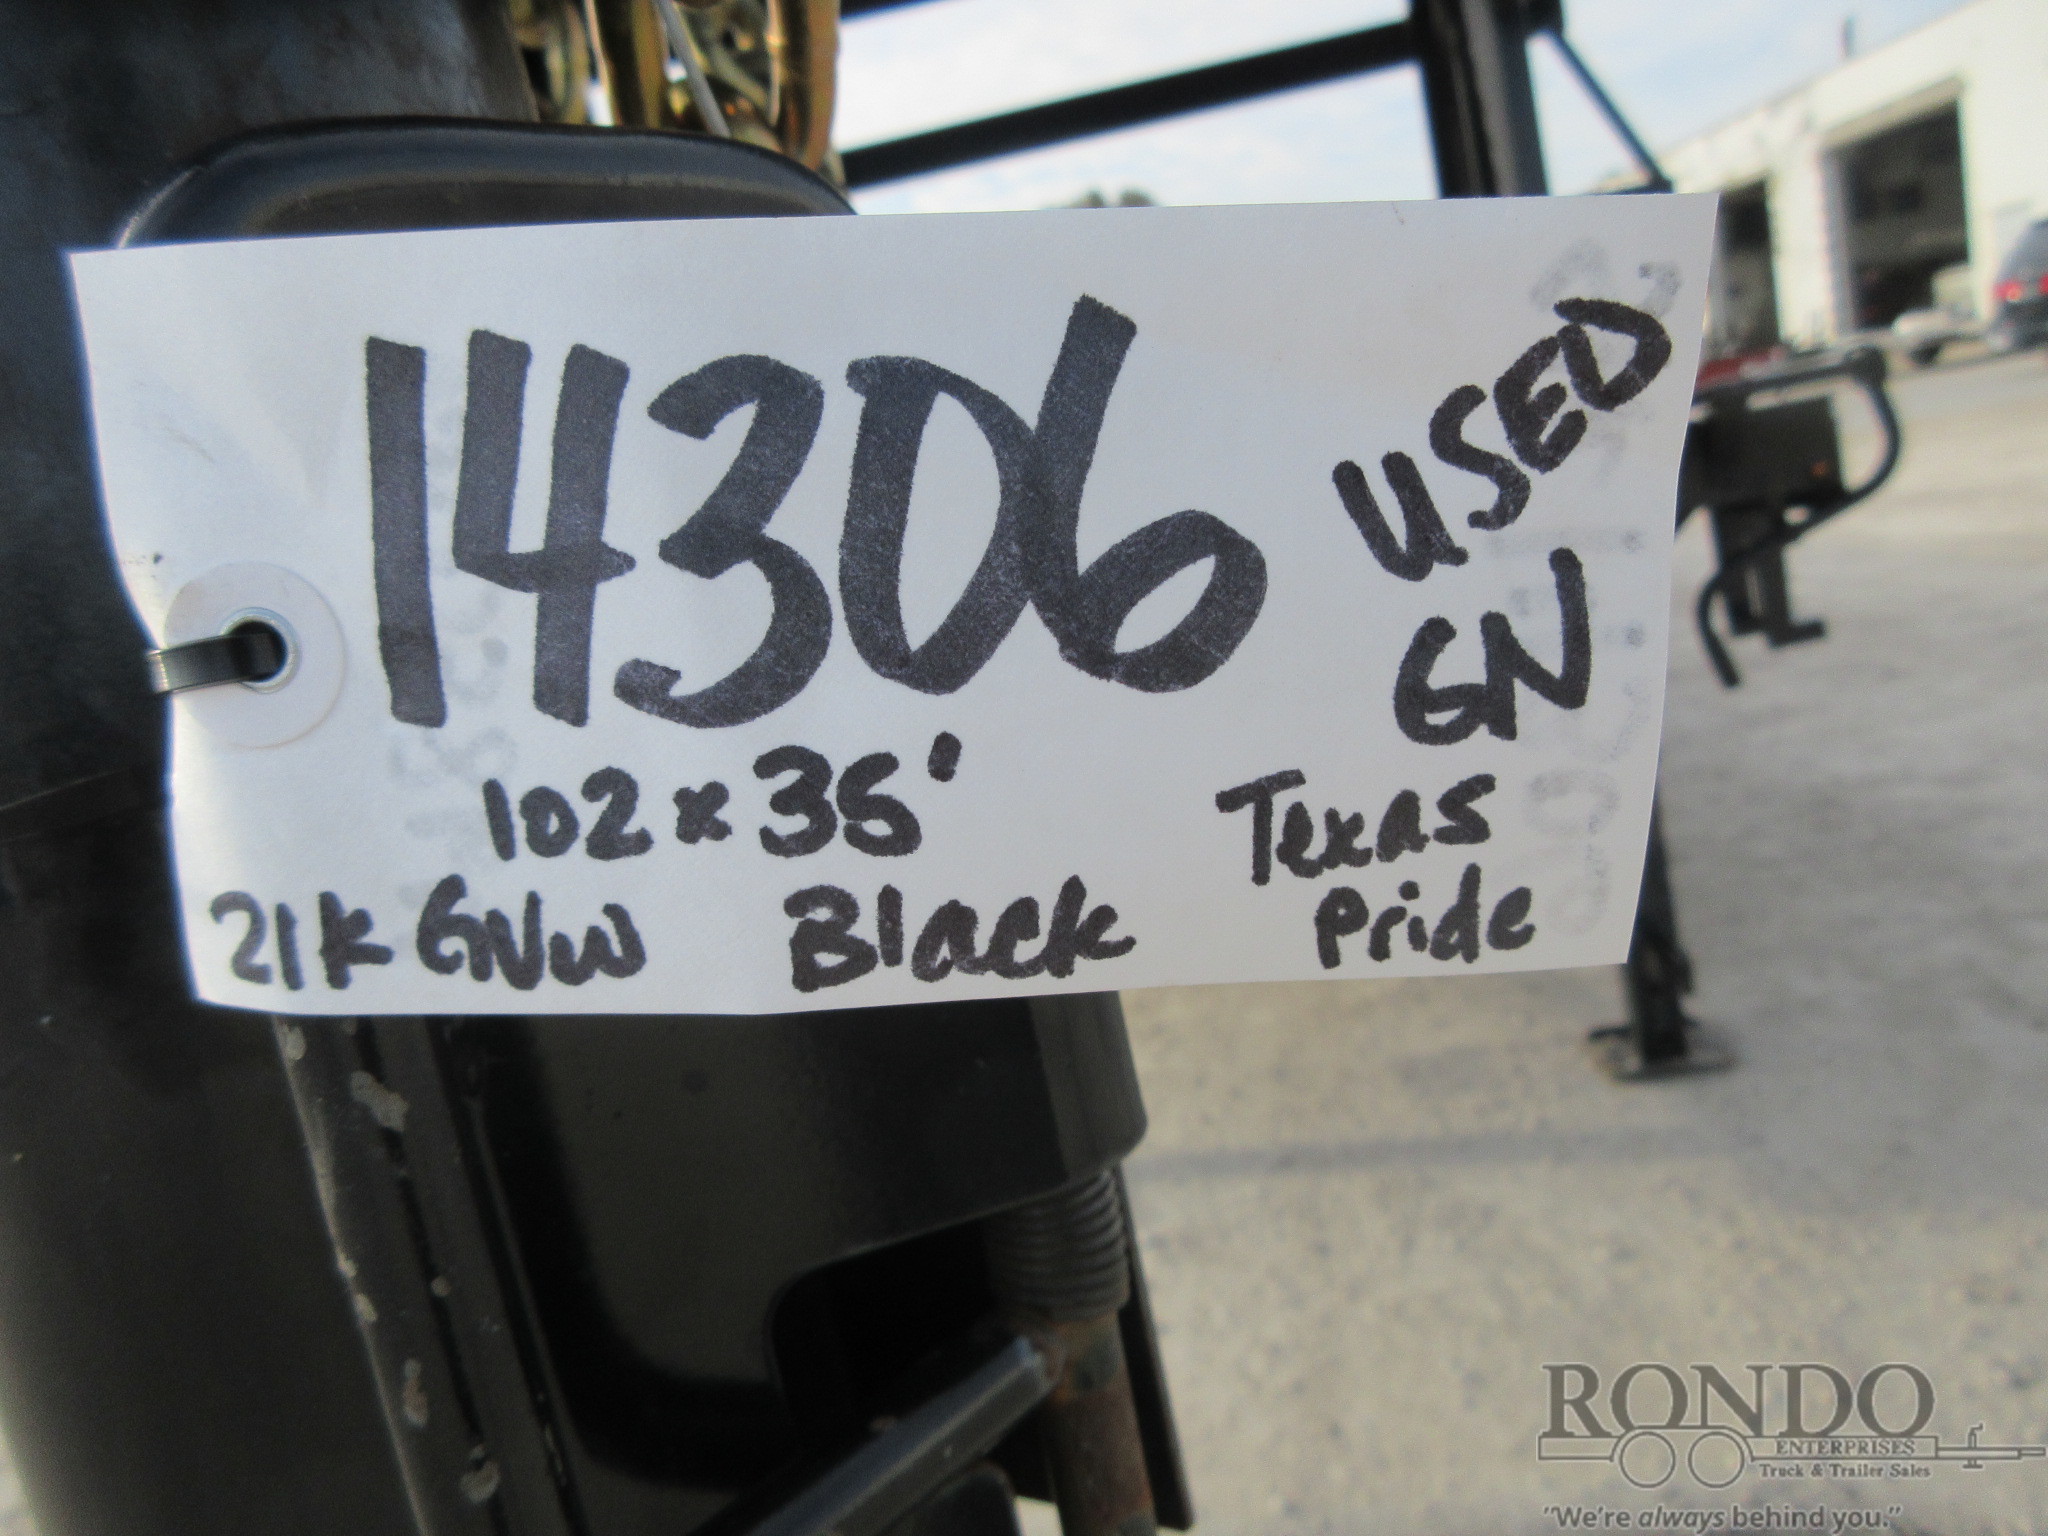 14306
USED
GN
102 x 35'
Texas
Pride
21K GVW
Black
RONDO
ENTERPRISES
Truck & Trailer Sales
"We're always behind you."